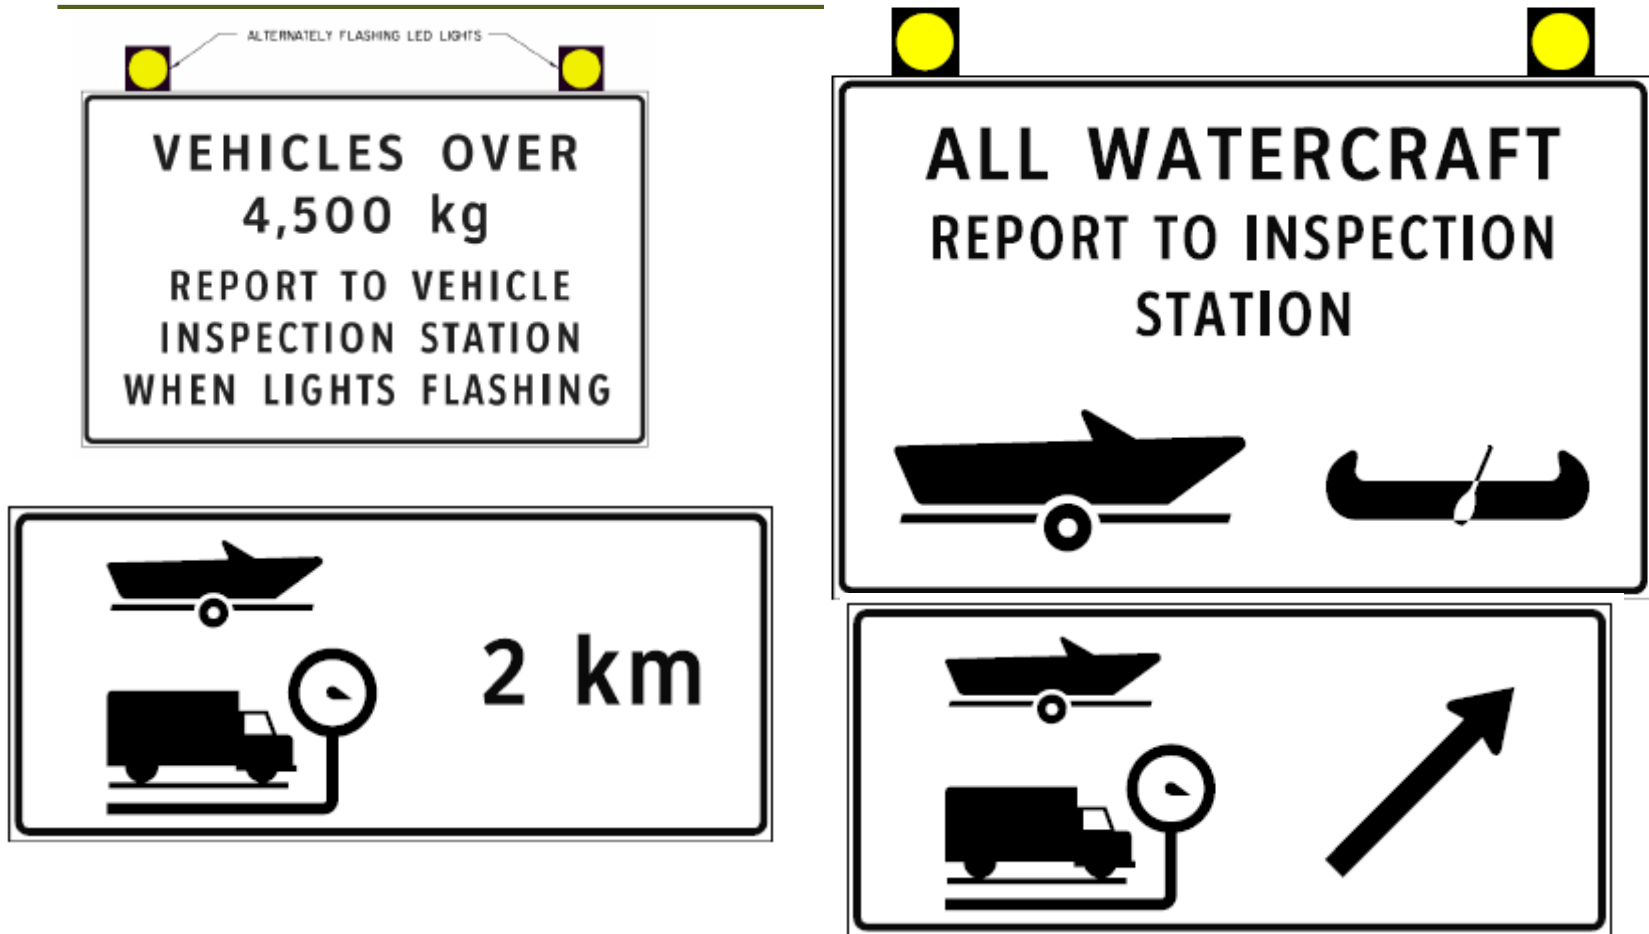 ALTERNATELY FLASHING LED LIGHTS
VEHICLES OVER
4,500 kg
REPORT TO VEHICLE
INSPECTION STATION
WHEN LIGHTS FLASHING
2 km
ALL WATERCRAFT
REPORT TO INSPECTION
STATION